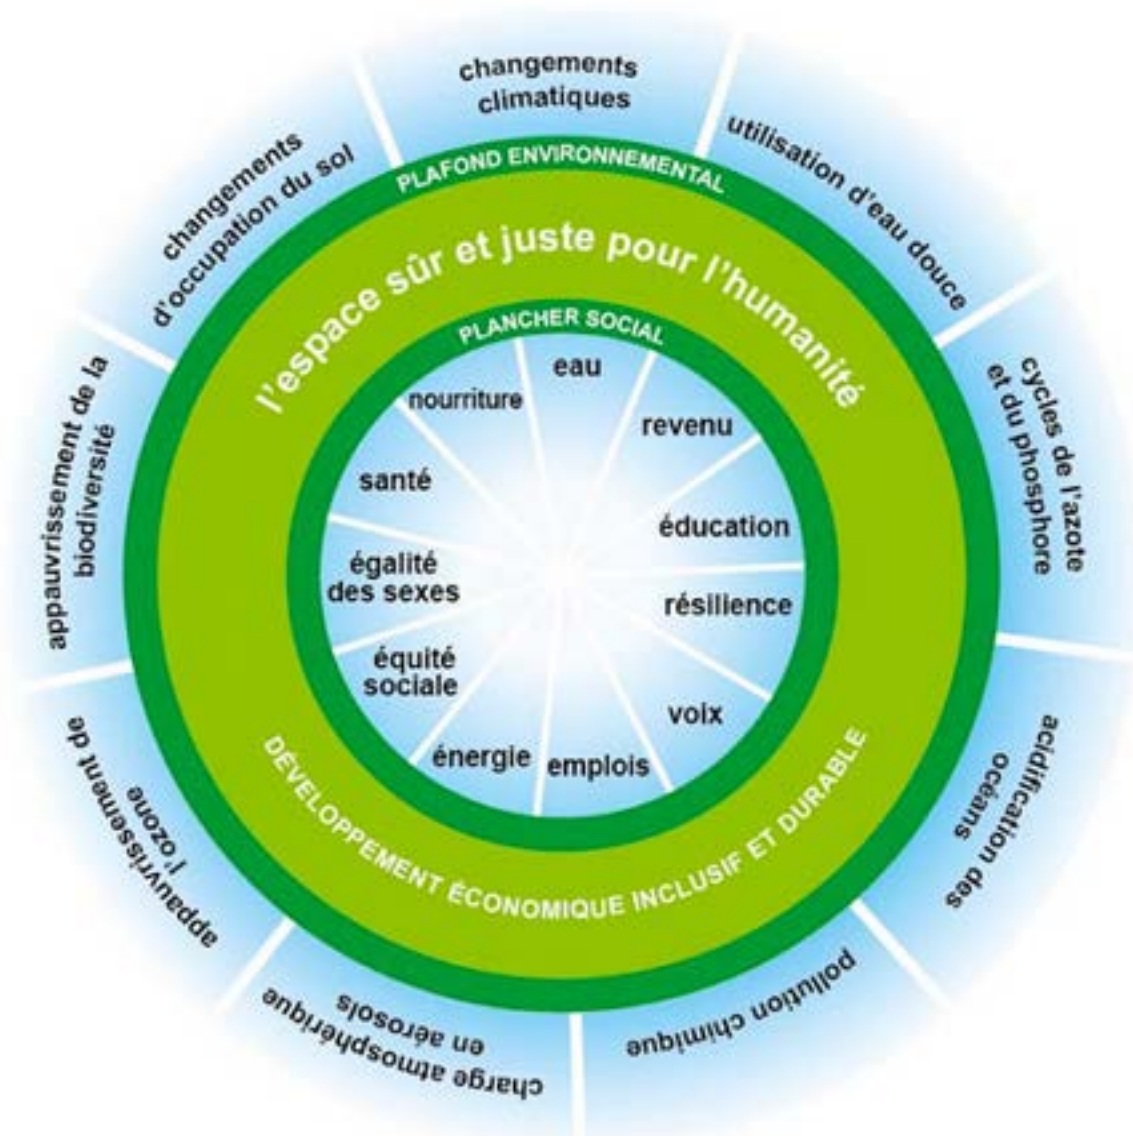 changements
climatiques
utilisation d'eau douce
cycles de l'azote
et du phosphore
acidification des
océans
pollution chimique
charge atmosphérique
en aérosols
appauvrissement de
l'ozone
appauvrissement de la
biodiversité
changements
d'occupation du sol
PLAFOND ENVIRONNEMENTAL
l'espace sûr et juste pour l'humanité
PLANCHER SOCIAL
eau
revenu
éducation
résilience
voix
emplois
énergie
équité
sociale
égalité
des sexes
santé
nourriture
DÉVELOPPEMENT ÉCONOMIQUE INCLUSIF ET DURABLE